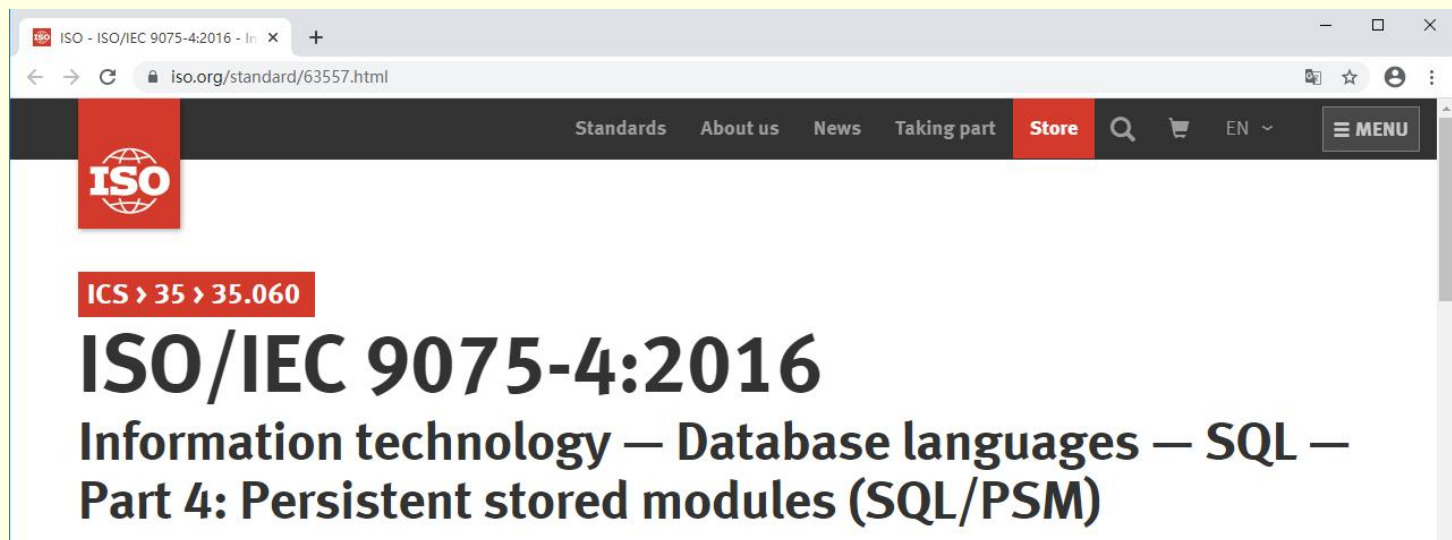 ISO - ISO/IEC 9075-4:2016 - In
iso.org/standard/63557.html
Standards About us News Taking part Store EN MENU
ISO
ICS › 35 › 35.060
ISO/IEC 9075-4:2016
Information technology — Database languages — SQL —
Part 4: Persistent stored modules (SQL/PSM)